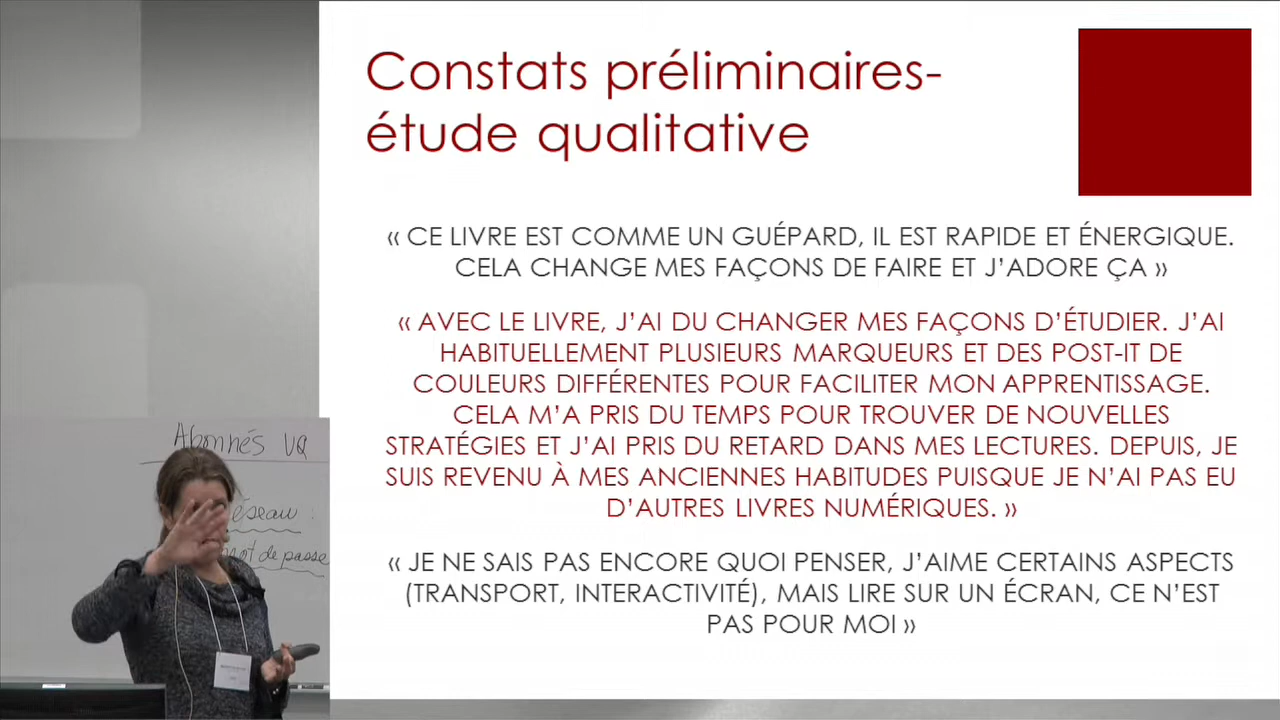 Constats préliminaires-
étude qualitative
« CE LIVRE EST COMME UN GUÉPARD, IL EST RAPIDE ET ÉNERGIQUE.
CELA CHANGE MES FAÇONS DE FAIRE ET J'ADORE ÇA »
« AVEC LE LIVRE, J'AI DU CHANGER MES FAÇONS D'ÉTUDIER. J'AI
HABITUELLEMENT PLUSIEURS MARQUEURS ET DES POST-IT DE
COULEURS DIFFÉRENTES POUR FACILITER MON APPRENTISSAGE.
CELA M'A PRIS DU TEMPS POUR TROUVER DE NOUVELLES
STRATÉGIES ET J'AI PRIS DU RETARD DANS MES LECTURES. DEPUIS, JE
SUIS REVENU À MES ANCIENNES HABITUDES PUISQUE JE N'AI PAS EU
D'AUTRES LIVRES NUMÉRIQUES. »
« JE NE SAIS PAS ENCORE QUOI PENSER, J'AIME CERTAINS ASPECTS
(TRANSPORT, INTERACTIVITÉ), MAIS LIRE SUR UN ÉCRAN, CE N'EST
PAS POUR MOI »
Abonnés VQ
éseau :
mot de passe